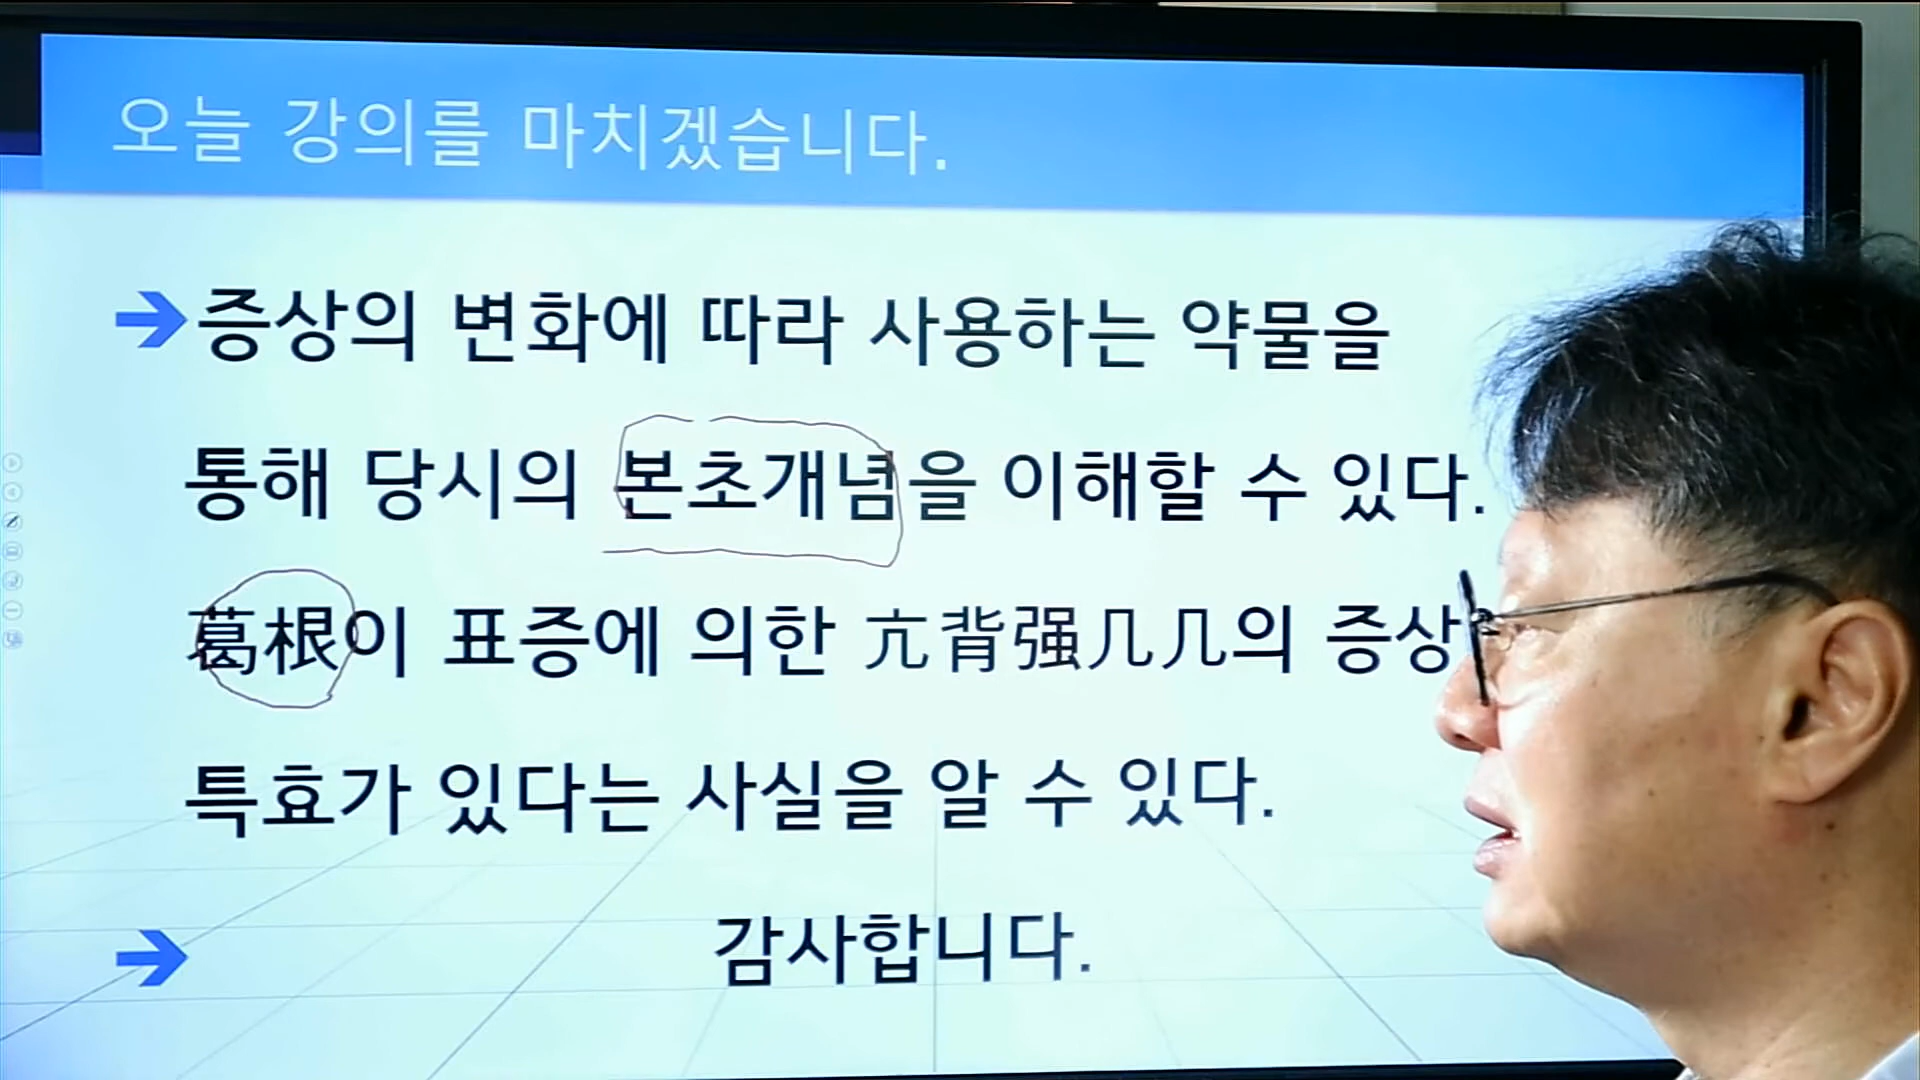 오늘 강의를 마치겠습니다.
증상의 변화에 따라 사용하는 약물을
통해 당시의 본초개념을 이해할 수 있다.
葛根이 표증에 의한 亢背强几几의 증상
특효가 있다는 사실을 알 수 있다.
감사합니다.